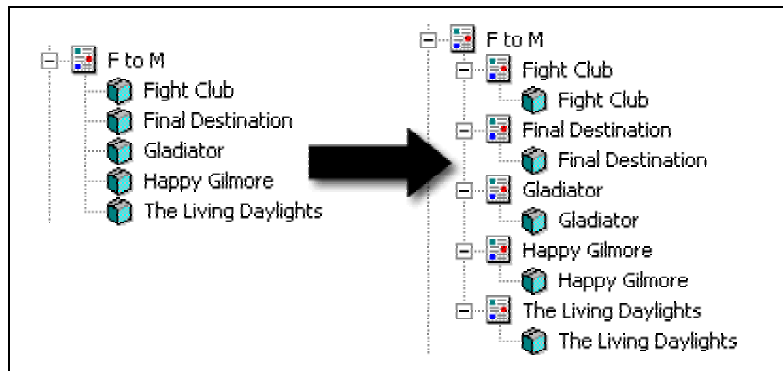 F to M
Fight Club
Final Destination
Gladiator
Happy Gilmore
The Living Daylights
F to M
Fight Club
Fight Club
Final Destination
Final Destination
Gladiator
Gladiator
Happy Gilmore
Happy Gilmore
The Living Daylights
The Living Daylights